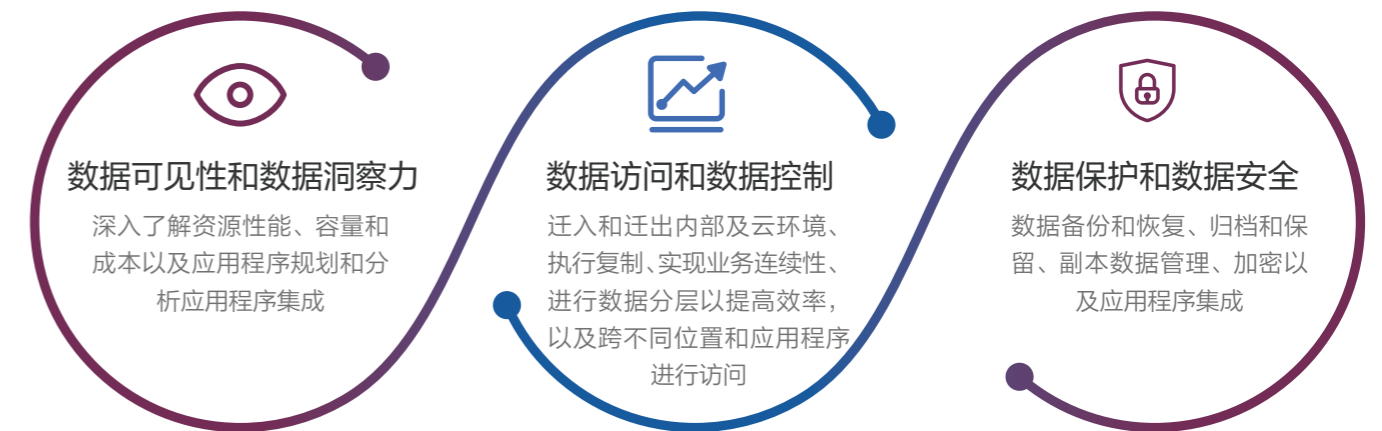 数据可见性和数据洞察力
深入了解资源性能、容量和
成本以及应用程序规划和分
析应用程序集成
数据访问和数据控制
迁入和迁出内部及云环境、
执行复制、实现业务连续性、
进行数据分层以提高效率，
以及跨不同位置和应用程序
进行访问
数据保护和数据安全
数据备份和恢复、归档和保
留、副本数据管理、加密以
及应用程序集成